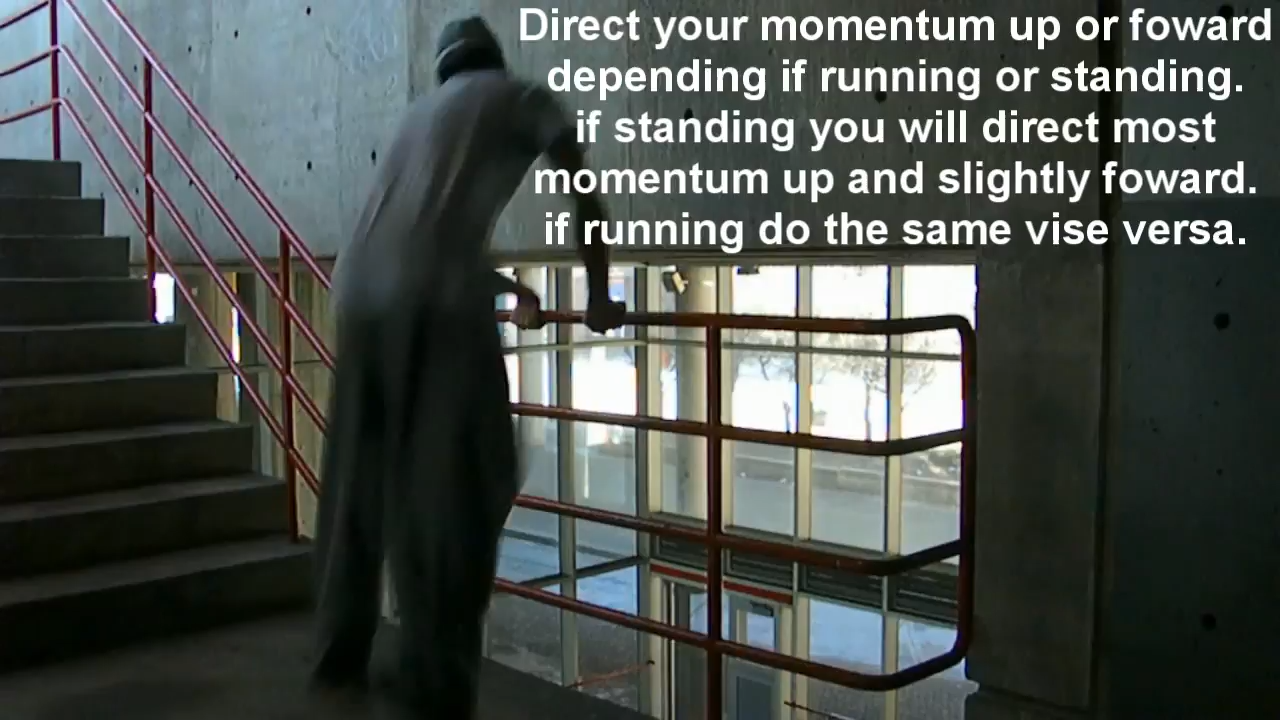 Direct your momentum up or foward
depending if running or standing.
if standing you will direct most
momentum up and slightly foward.
if running do the same vise versa.